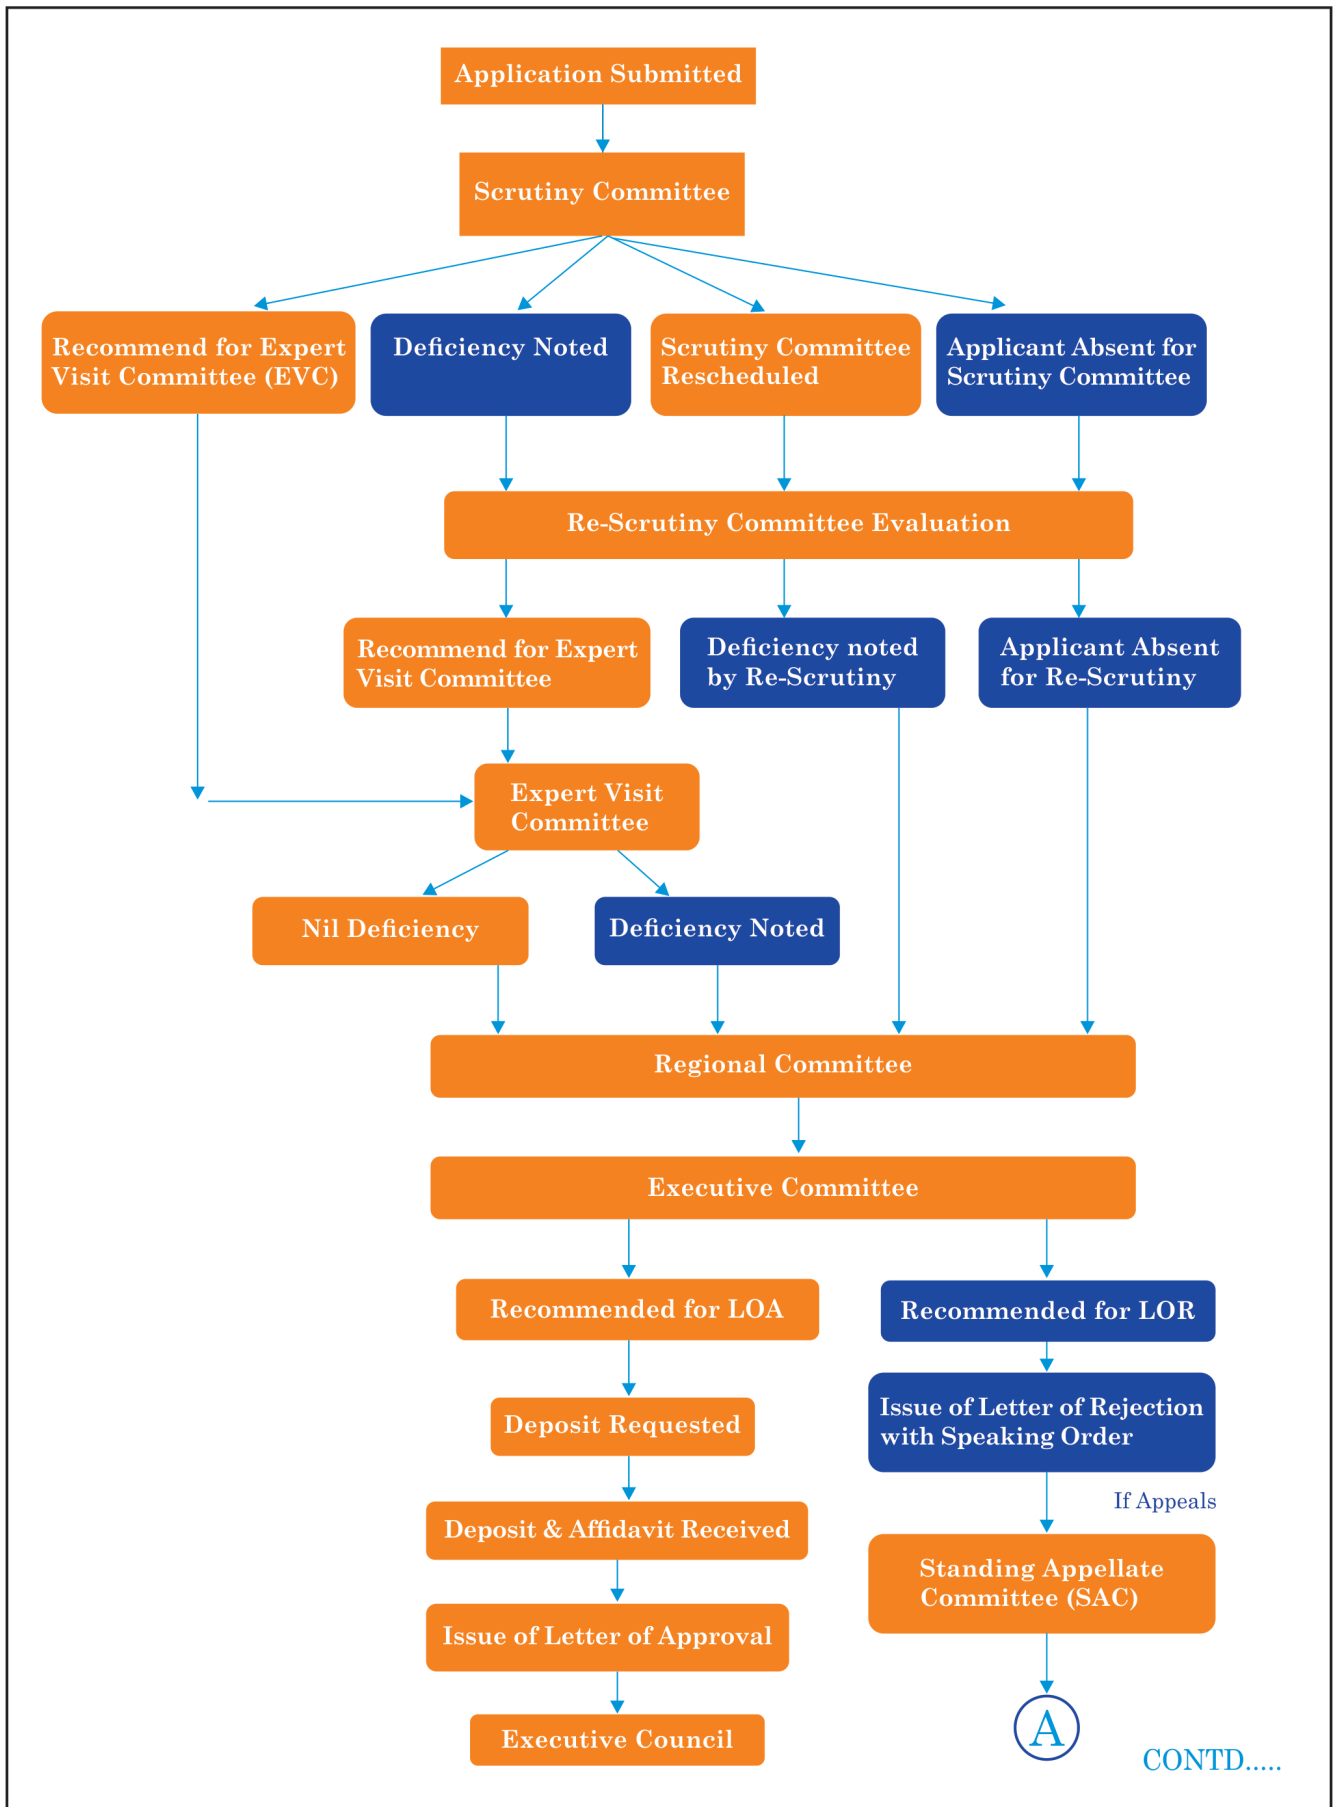 Application Submitted
Scrutiny Committee
Recommend for Expert
Visit Committee (EVC)
Deficiency Noted
Scrutiny Committee
Rescheduled
Applicant Absent for
Scrutiny Committee
Re-Scrutiny Committee Evaluation
Recommend for Expert
Visit Committee
Deficiency noted
by Re-Scrutiny
Applicant Absent
for Re-Scrutiny
Expert Visit
Committee
Nil Deficiency
Deficiency Noted
Regional Committee
Executive Committee
Recommended for LOA
Recommended for LOR
Deposit Requested
Issue of Letter of Rejection
with Speaking Order
If Appeals
Deposit & Affidavit Received
Standing Appellate
Committee (SAC)
Issue of Letter of Approval
Executive Council
A
CONTD.....